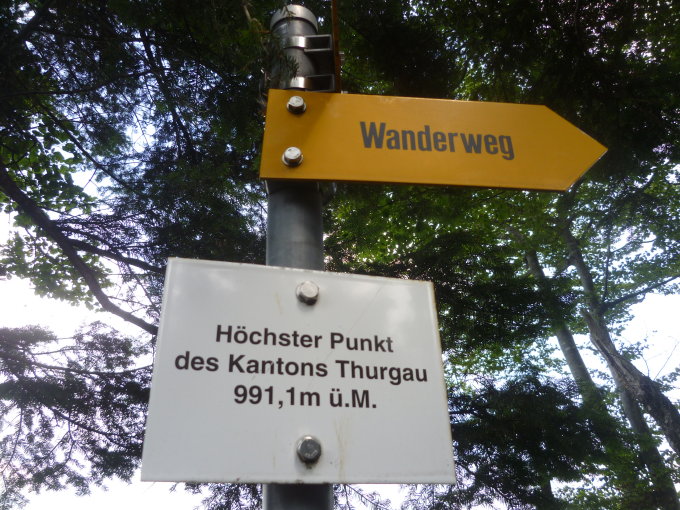 Wanderweg
Höchster Punkt
des Kantons Thurgau
991,1m ü.M.